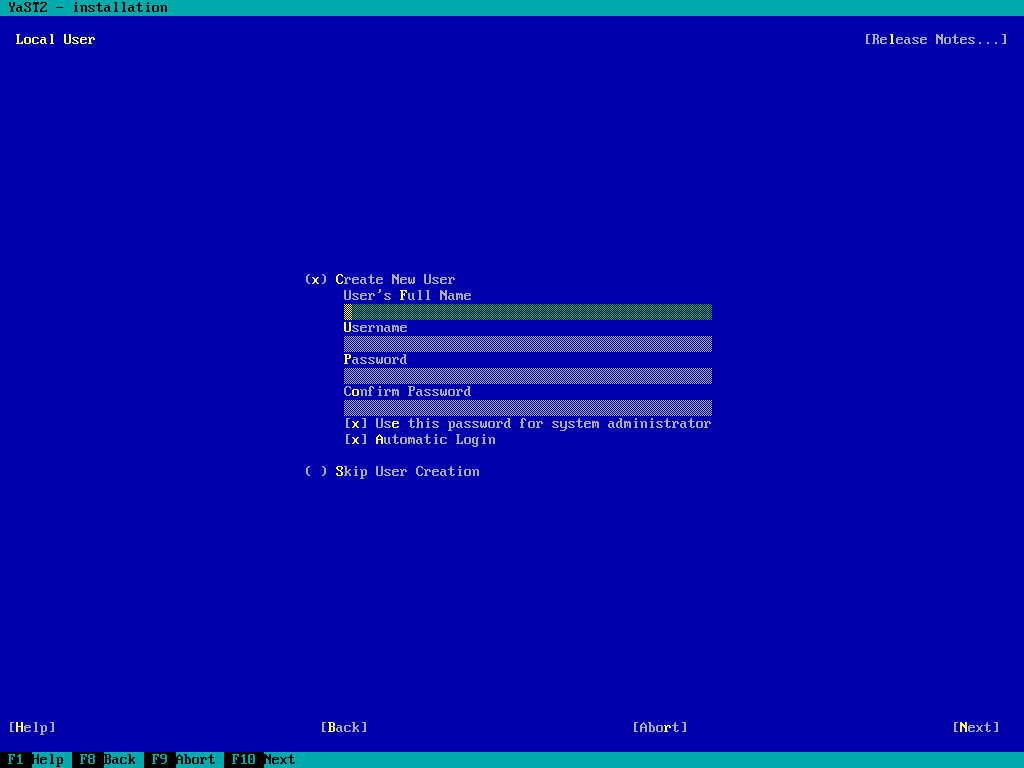 YaST2 - installation
Local User [Release Notes...]
(x) Create New User
User's Full Name
Username
Password
Confirm Password
[x] Use this password for system administrator
[x] Automatic Login
( ) Skip User Creation
[Help] [Back] [Abort] [Next]
F1 Help F8 Back F9 Abort F10 Next